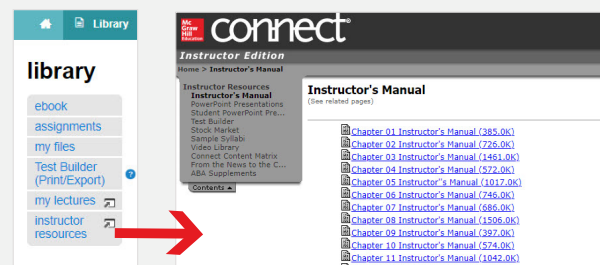 Library
library
ebook
assignments
my files
Test Builder
(Print/Export)
?
my lectures
instructor
resources
Mc
Graw
Hill
Education
connect®
Instructor Edition
Home > Instructor's Manual
Instructor Resources
Instructor's Manual
PowerPoint Presentations
Student PowerPoint Pre...
Test Builder
Stock Market
Sample Syllabi
Video Library
Connect Content Matrix
From the News to the C...
ABA Supplements
Contents
Instructor's Manual
(See related pages)
Chapter 01 Instructor's Manual (385.0K)
Chapter 02 Instructor's Manual (726.0K)
Chapter 03 Instructor's Manual (1461.0K)
Chapter 04 Instructor's Manual (572.0K)
Chapter 05 Instructor"s Manual (1017.0K)
Chapter 06 Instructor's Manual (746.0K)
Chapter 07 Instructor's Manual (686.0K)
Chapter 08 Instructor's Manual (1506.0K)
Chapter 09 Instructor's Manual (397.0K)
Chapter 10 Instructor's Manual (574.0K)
Chapter 11 Instructor's Manual (1042.0K)